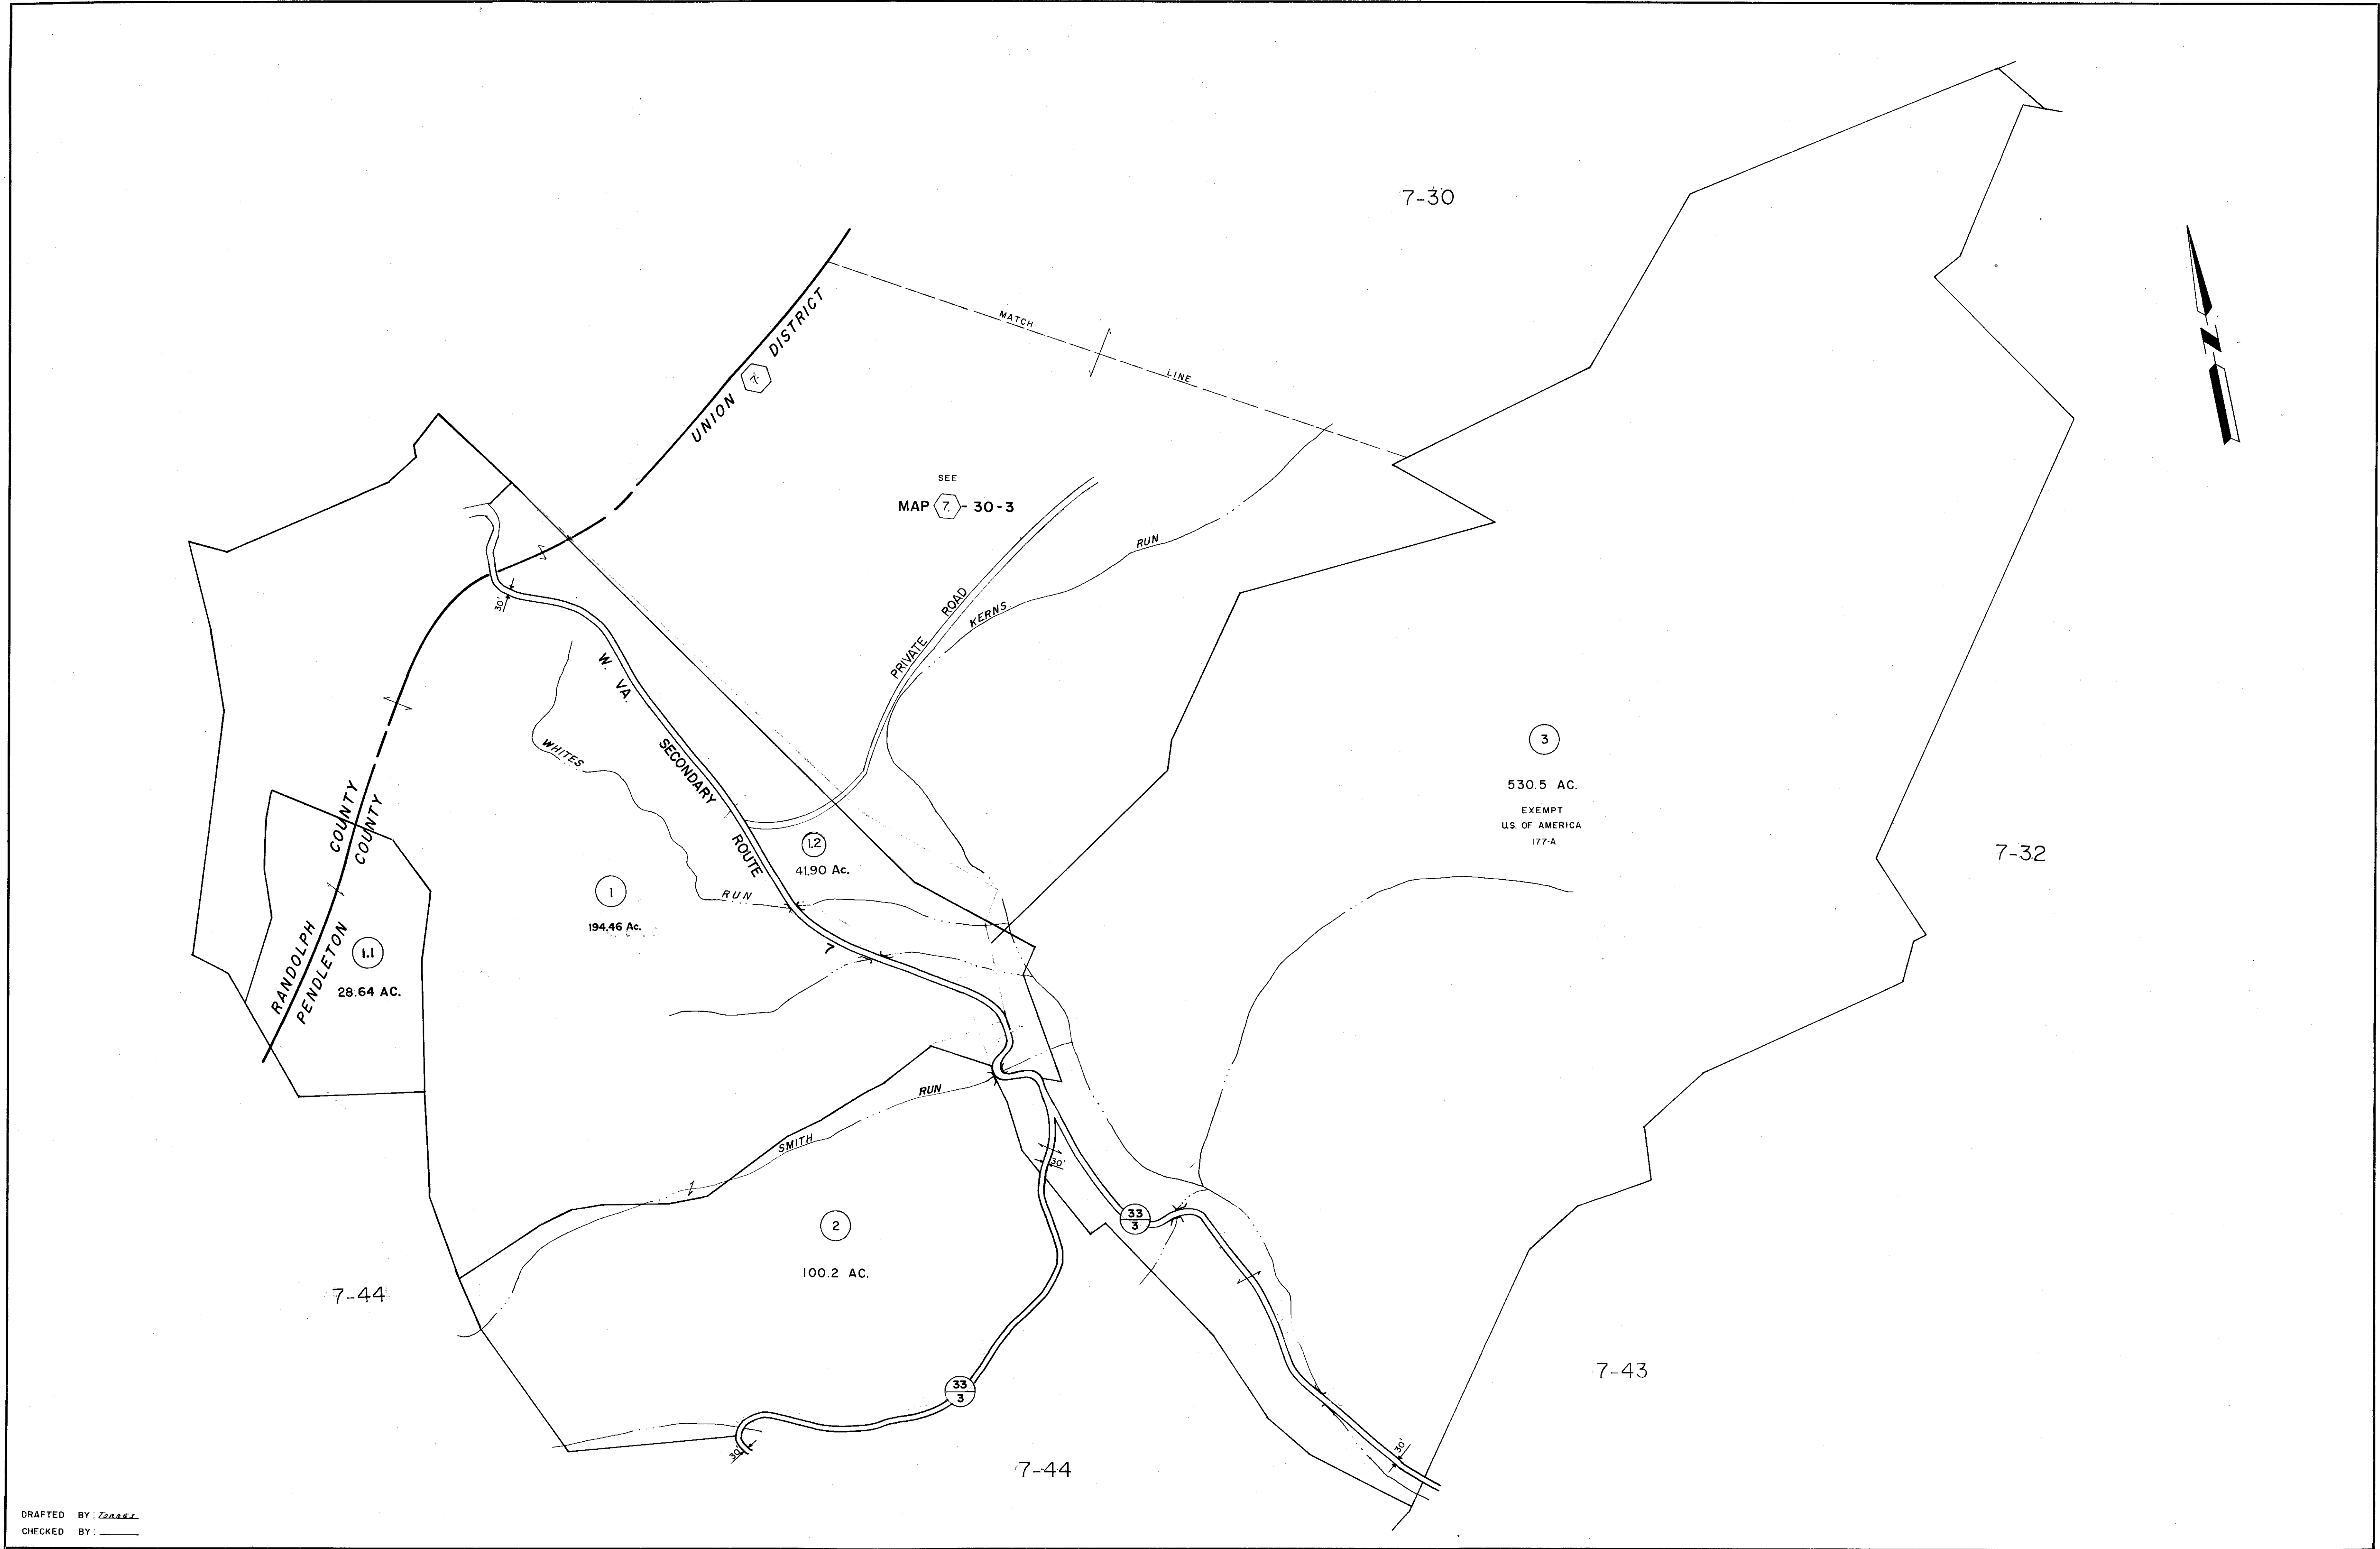 7-30
UNION 7. DISTRICT
MATCH LINE
SEE
MAP 7. - 30-3
N
PRIVATE ROAD
KERNS RUN
30'
W. VA. SECONDARY ROUTE 7
WHITES RUN
3
530.5 AC.
EXEMPT
U.S. OF AMERICA
177-A
7-32
RANDOLPH COUNTY
PENDLETON COUNTY
1.2
41.90 Ac.
1
194.46 Ac.
1.1
28.64 AC.
SMITH RUN
30'
2
100.2 AC.
33
3
7-44
7-43
33
3
30'
30'
7-44
DRAFTED BY: TORRES
CHECKED BY: